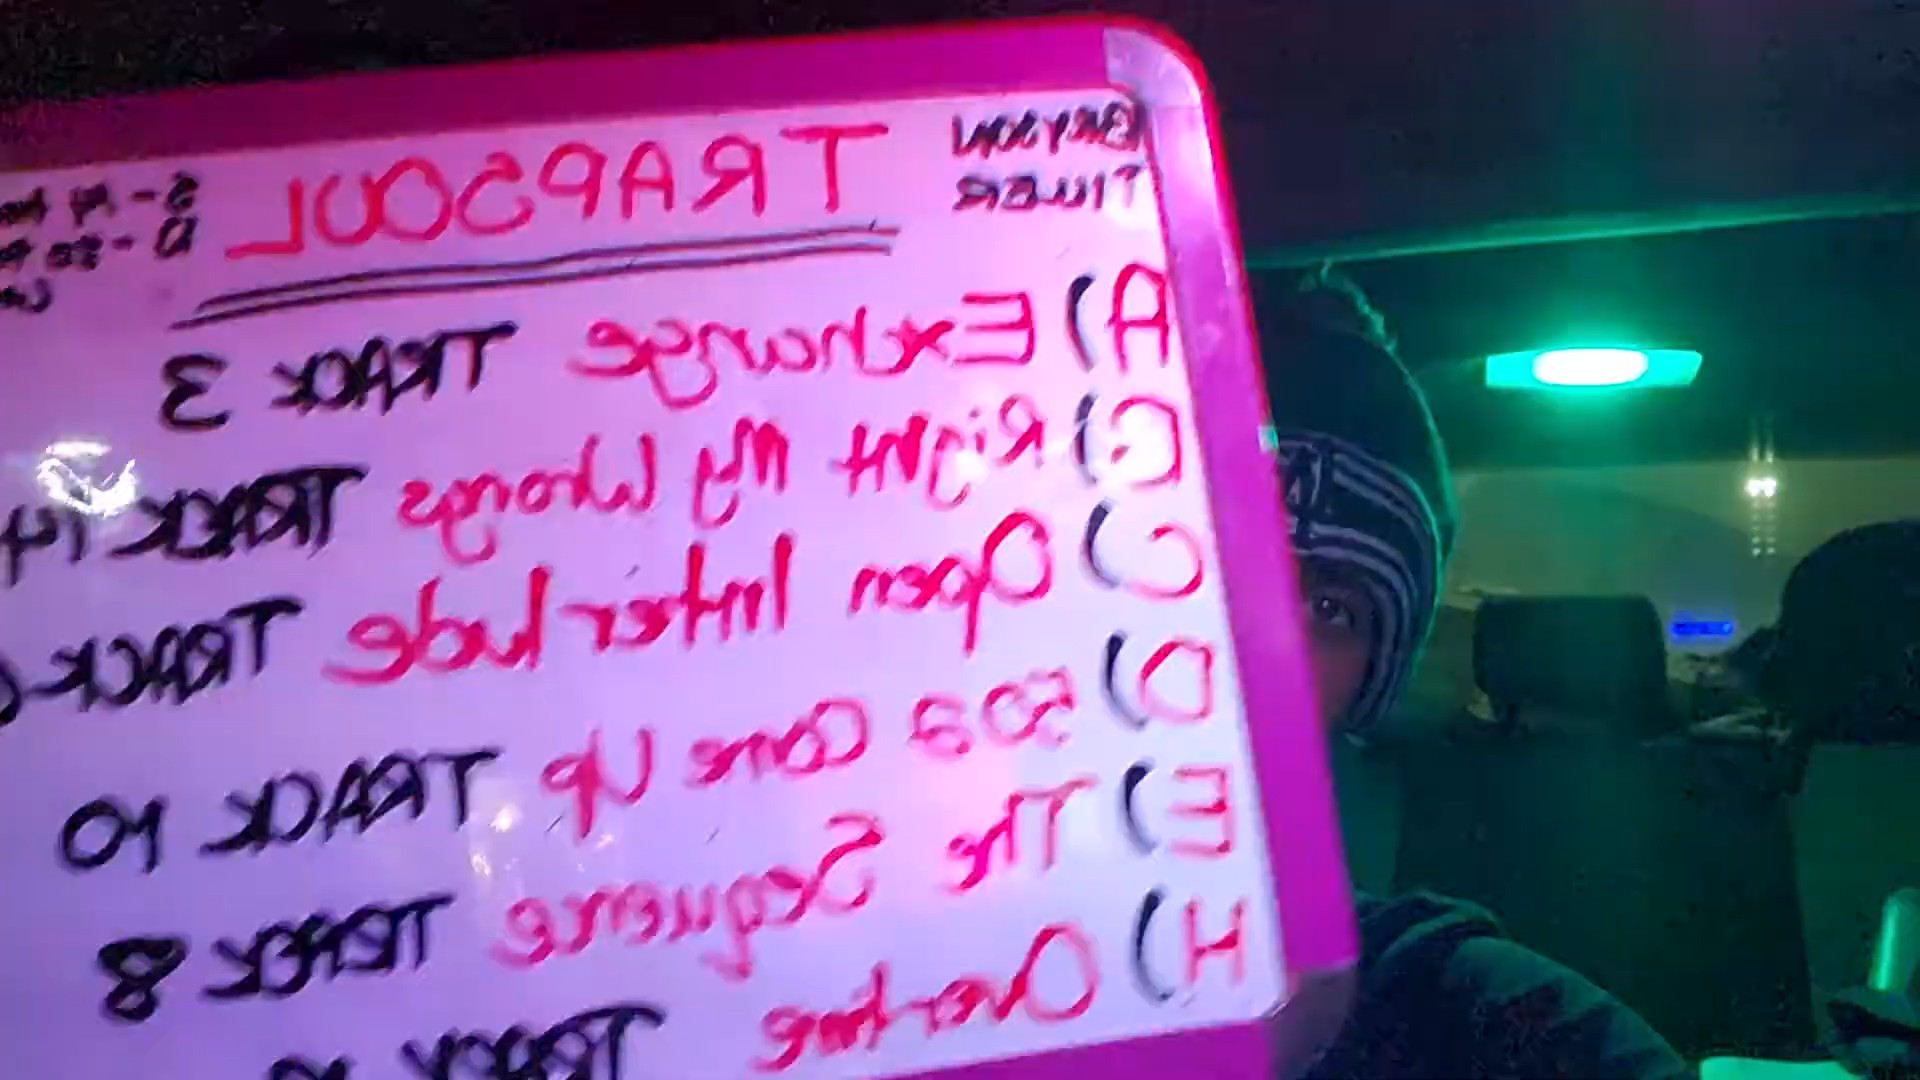 BRYSON
TILLER
TRAPSOUL
A) Exchange TRACK 3
G) Right My Wrongs TRACK 14
C) Open Interlude TRACK
D) 502 Come Up TRACK 10
E) The Sequence TRACK 8
H) Overtime TRACK